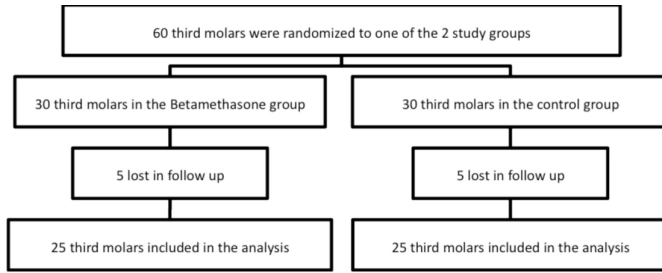 60 third molars were randomized to one of the 2 study groups
30 third molars in the Betamethasone group
30 third molars in the control group
5 lost in follow up
5 lost in follow up
25 third molars included in the analysis
25 third molars included in the analysis